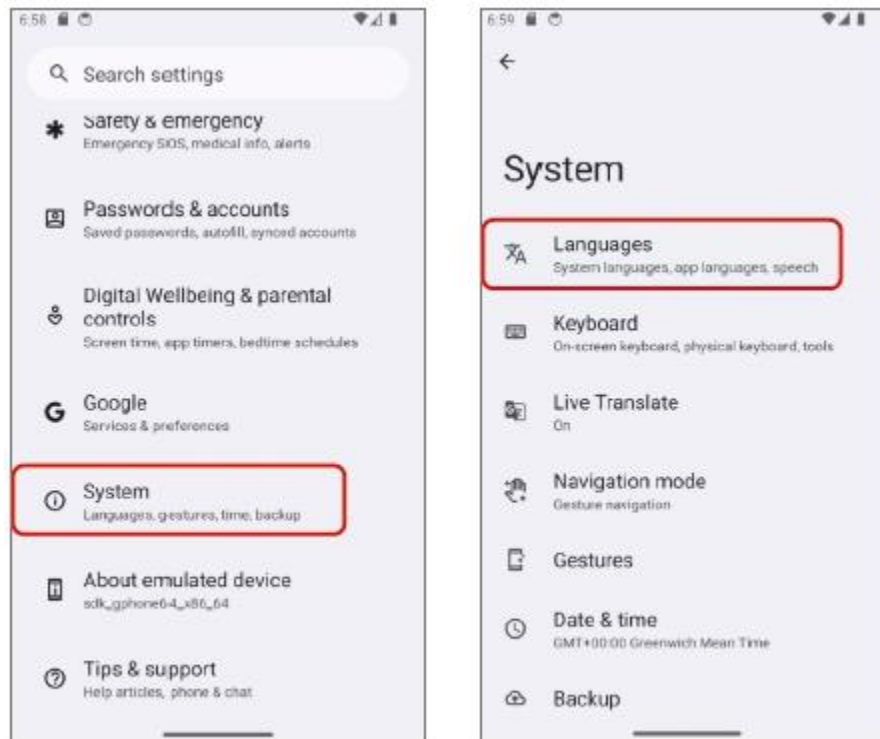 6:58
Search settings
Safety & emergency
Emergency SOS, medical info, alerts
Passwords & accounts
Saved passwords, autofill, synced accounts
Digital Wellbeing & parental
controls
Screen time, app timers, bedtime schedules
Google
Services & preferences
System
Languages, gestures, time, backup
About emulated device
sdk_gphone64_x86_64
Tips & support
Help articles, phone & chat
6:59
System
Languages
System languages, app languages, speech
Keyboard
On-screen keyboard, physical keyboard, tools
Live Translate
On
Navigation mode
Gesture navigation
Gestures
Date & time
GMT+00:00 Greenwich Mean Time
Backup